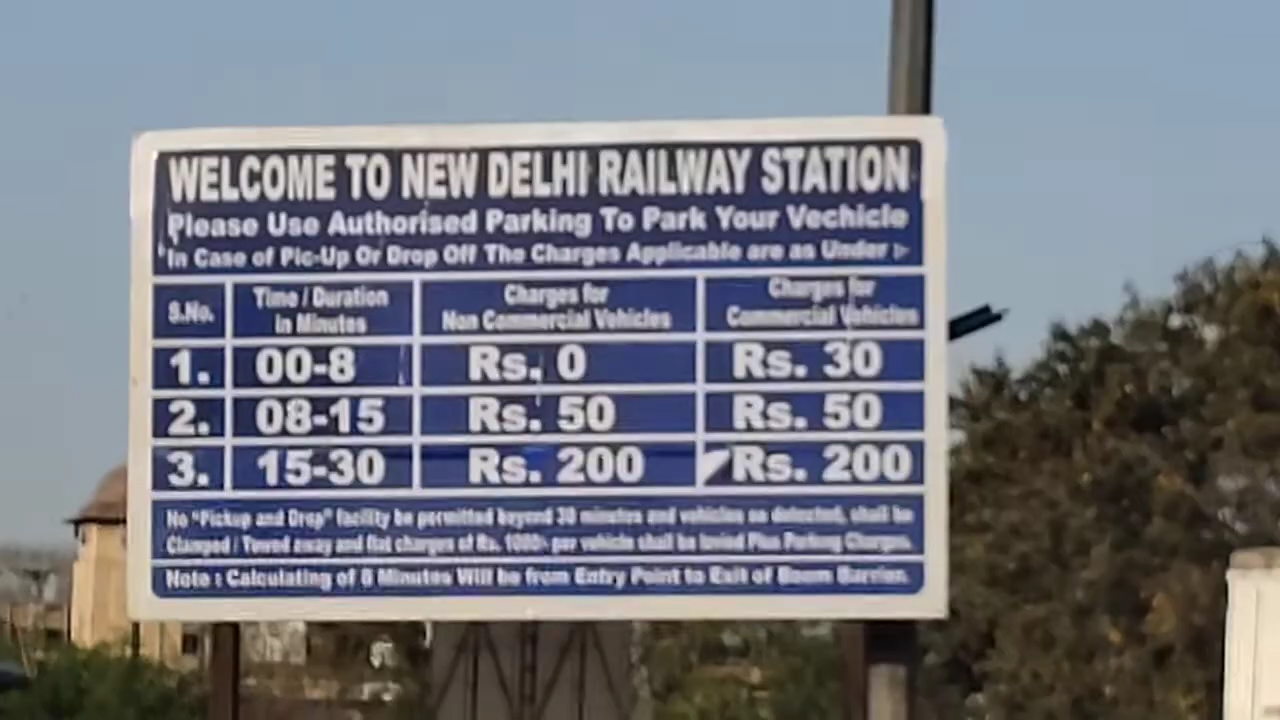 WELCOME TO NEW DELHI RAILWAY STATION
Please Use Authorised Parking To Park Your Vechicle
In Case of Pic-Up Or Drop Off The Charges Applicable are as Under :-
S.No. Time / Duration in Minutes Charges for Non Commercial Vehicles Charges for Commercial Vehicles
1. 00-8 Rs. 0 Rs. 30
2. 08-15 Rs. 50 Rs. 50
3. 15-30 Rs. 200 Rs. 200
No "Pickup and Drop" facility be permitted beyond 30 minutes and vehicles so detected, shall be
Clamped / Towed away and flat charges of Rs. 1000/- per vehicle shall be levied Plus Parking Charges.
Note : Calculating of 8 Minutes Will be from Entry Point to Exit of Boom Barrier.